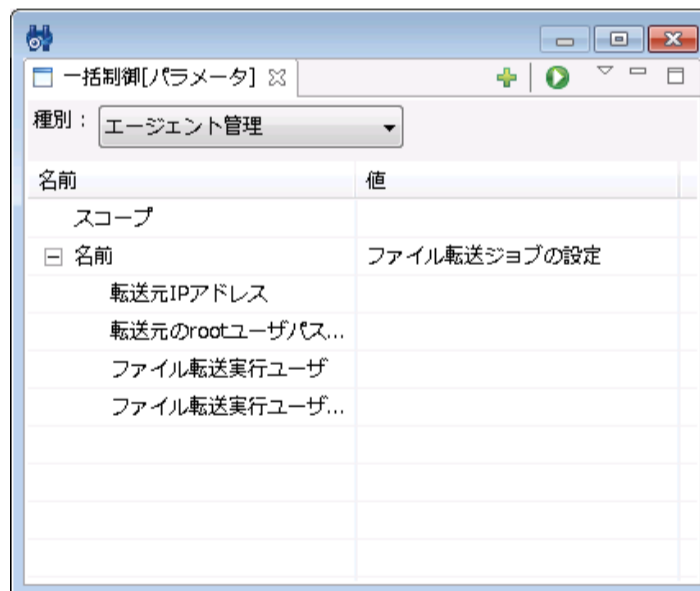 一括制御[パラメータ]
種別：
エージェント管理
名前 値
スコープ
名前 ファイル転送ジョブの設定
転送元IPアドレス
転送元のrootユーザパス...
ファイル転送実行ユーザ
ファイル転送実行ユーザ...